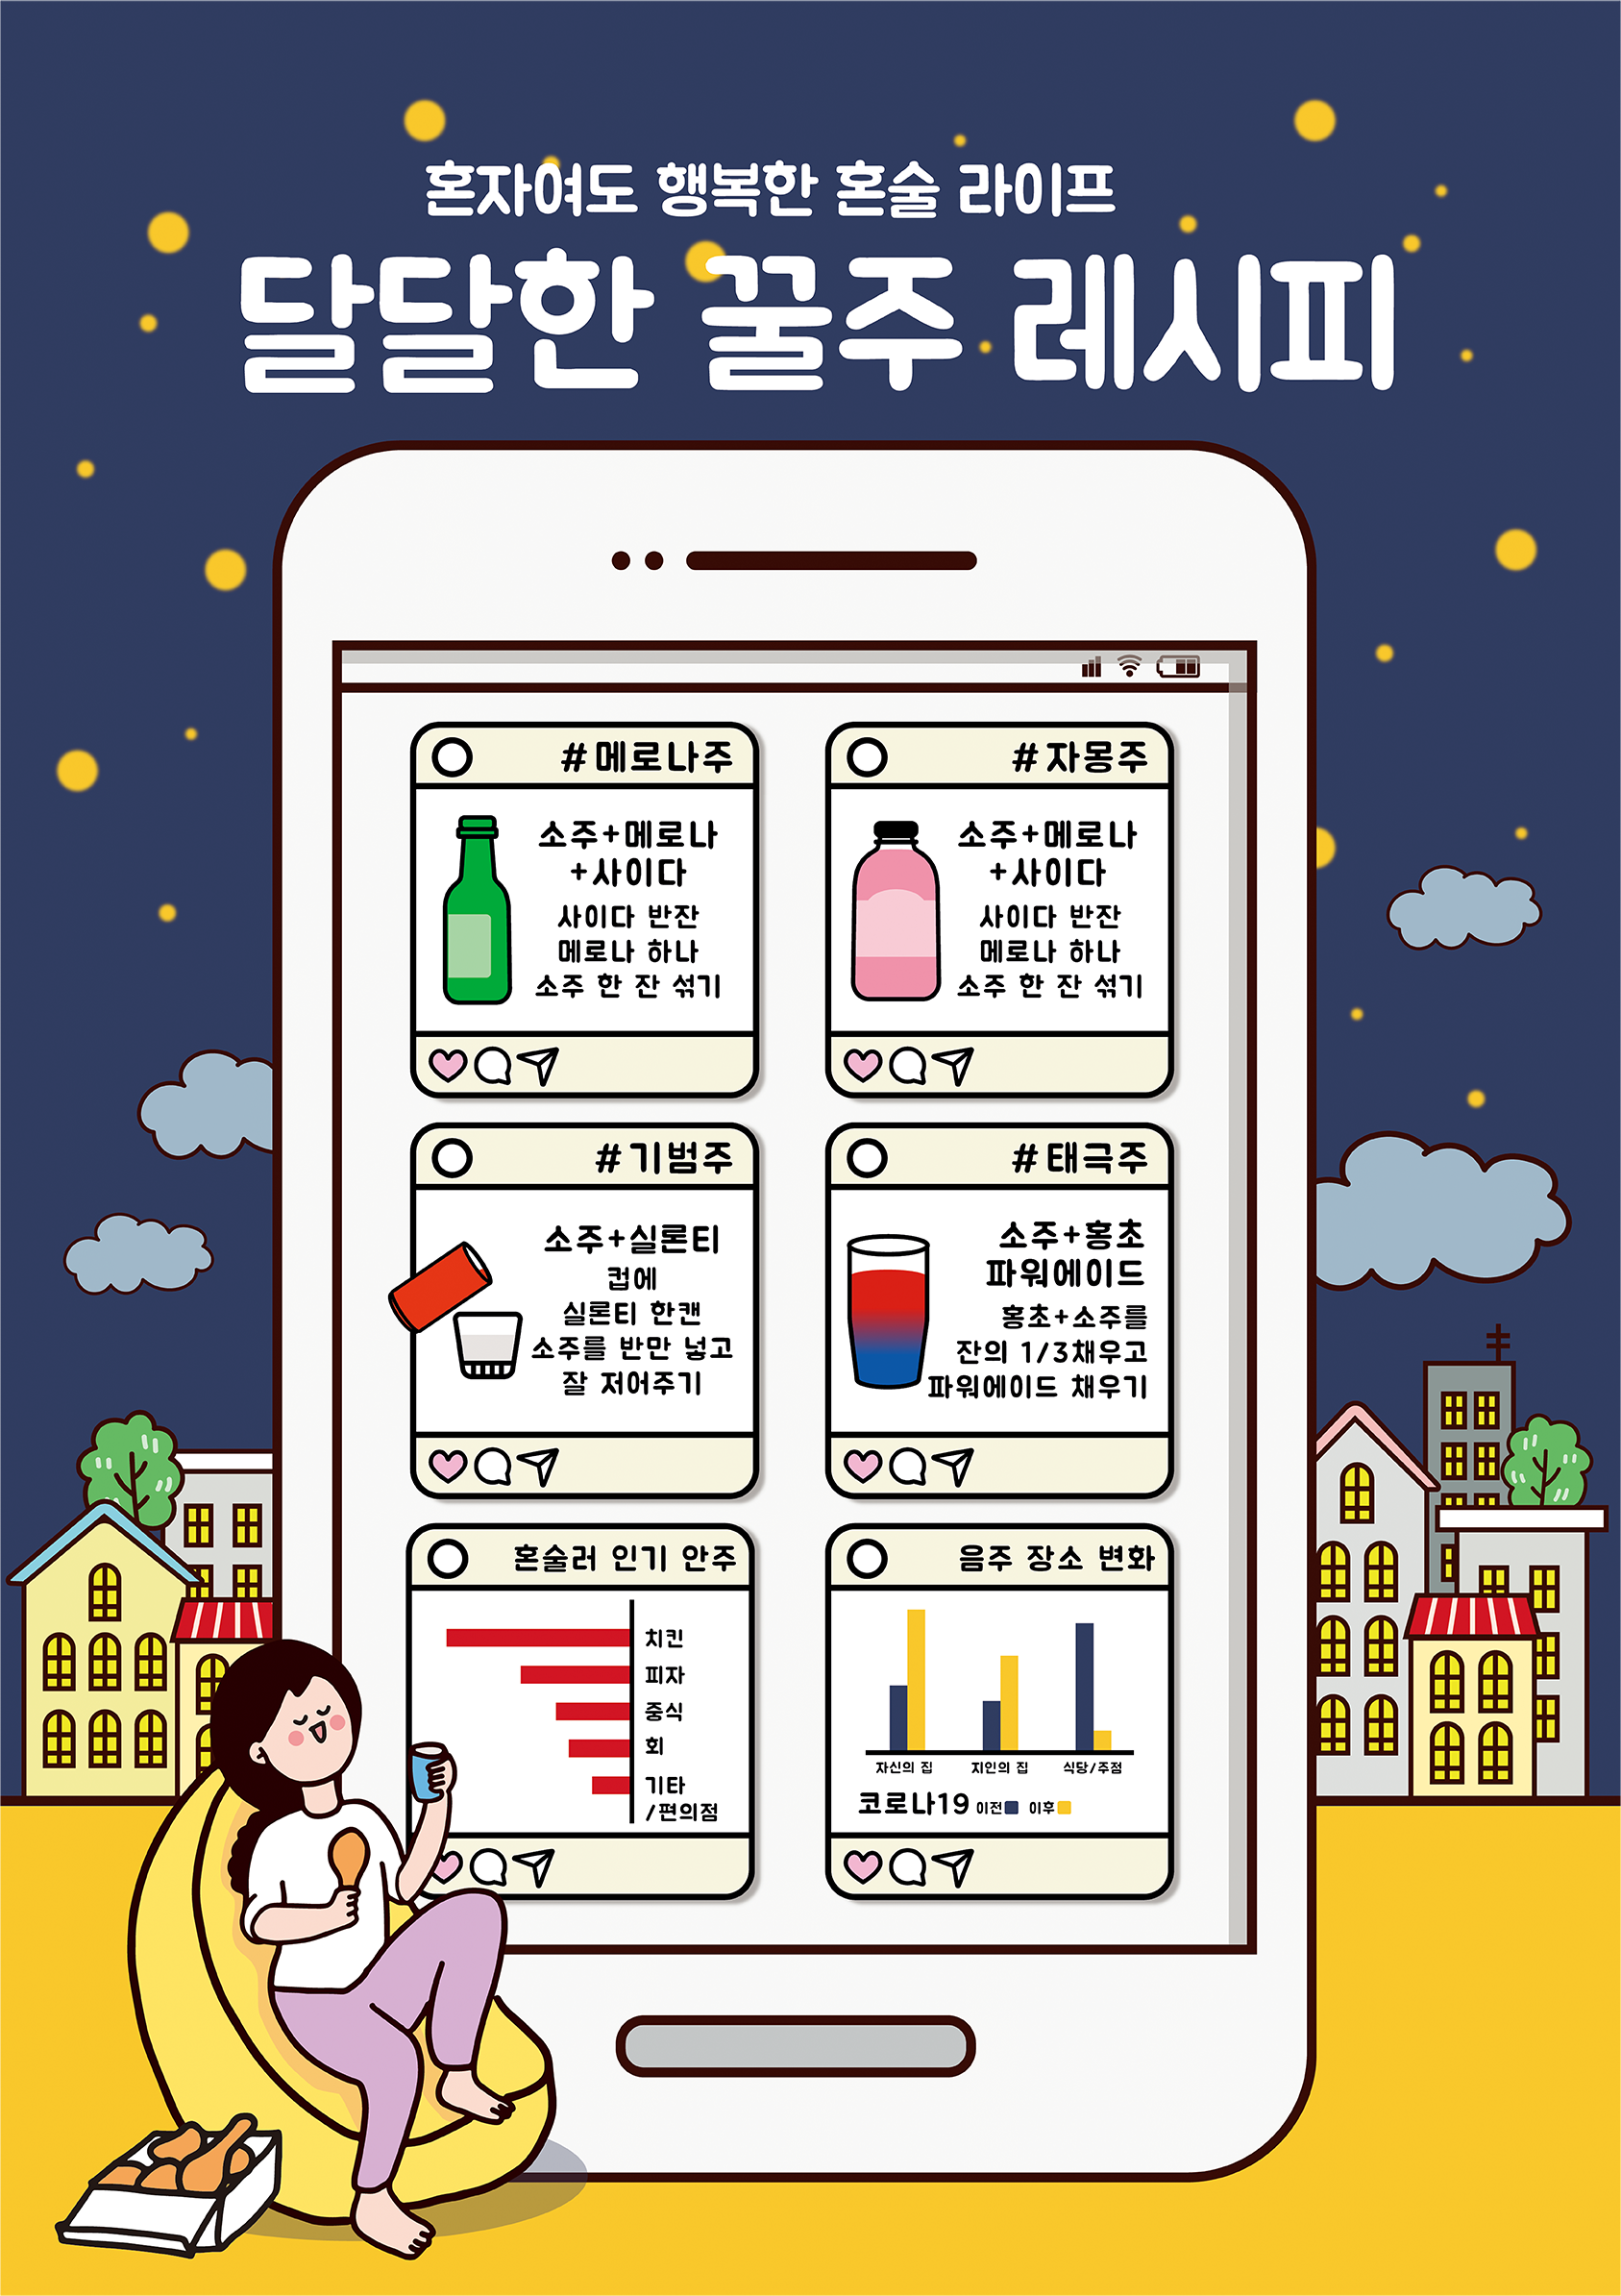 혼자여도 행복한 혼술 라이프
달달한 꿀주 레시피
#메로나주
소주+메로나
+사이다
사이다 반잔
메로나 하나
소주 한 잔 섞기
#자몽주
소주+메로나
+사이다
사이다 반잔
메로나 하나
소주 한 잔 섞기
#기범주
소주+실론티
컵에
실론티 한캔
소주를 반만 넣고
잘 저어주기
#태극주
소주+홍초
파워에이드
홍초+소주를
잔의 1/3채우고
파워에이드 채우기
혼술러 인기 안주
치킨
피자
중식
회
기타
/편의점
음주 장소 변화
자신의 집 지인의 집 식당/주점
코로나19 이전 이후